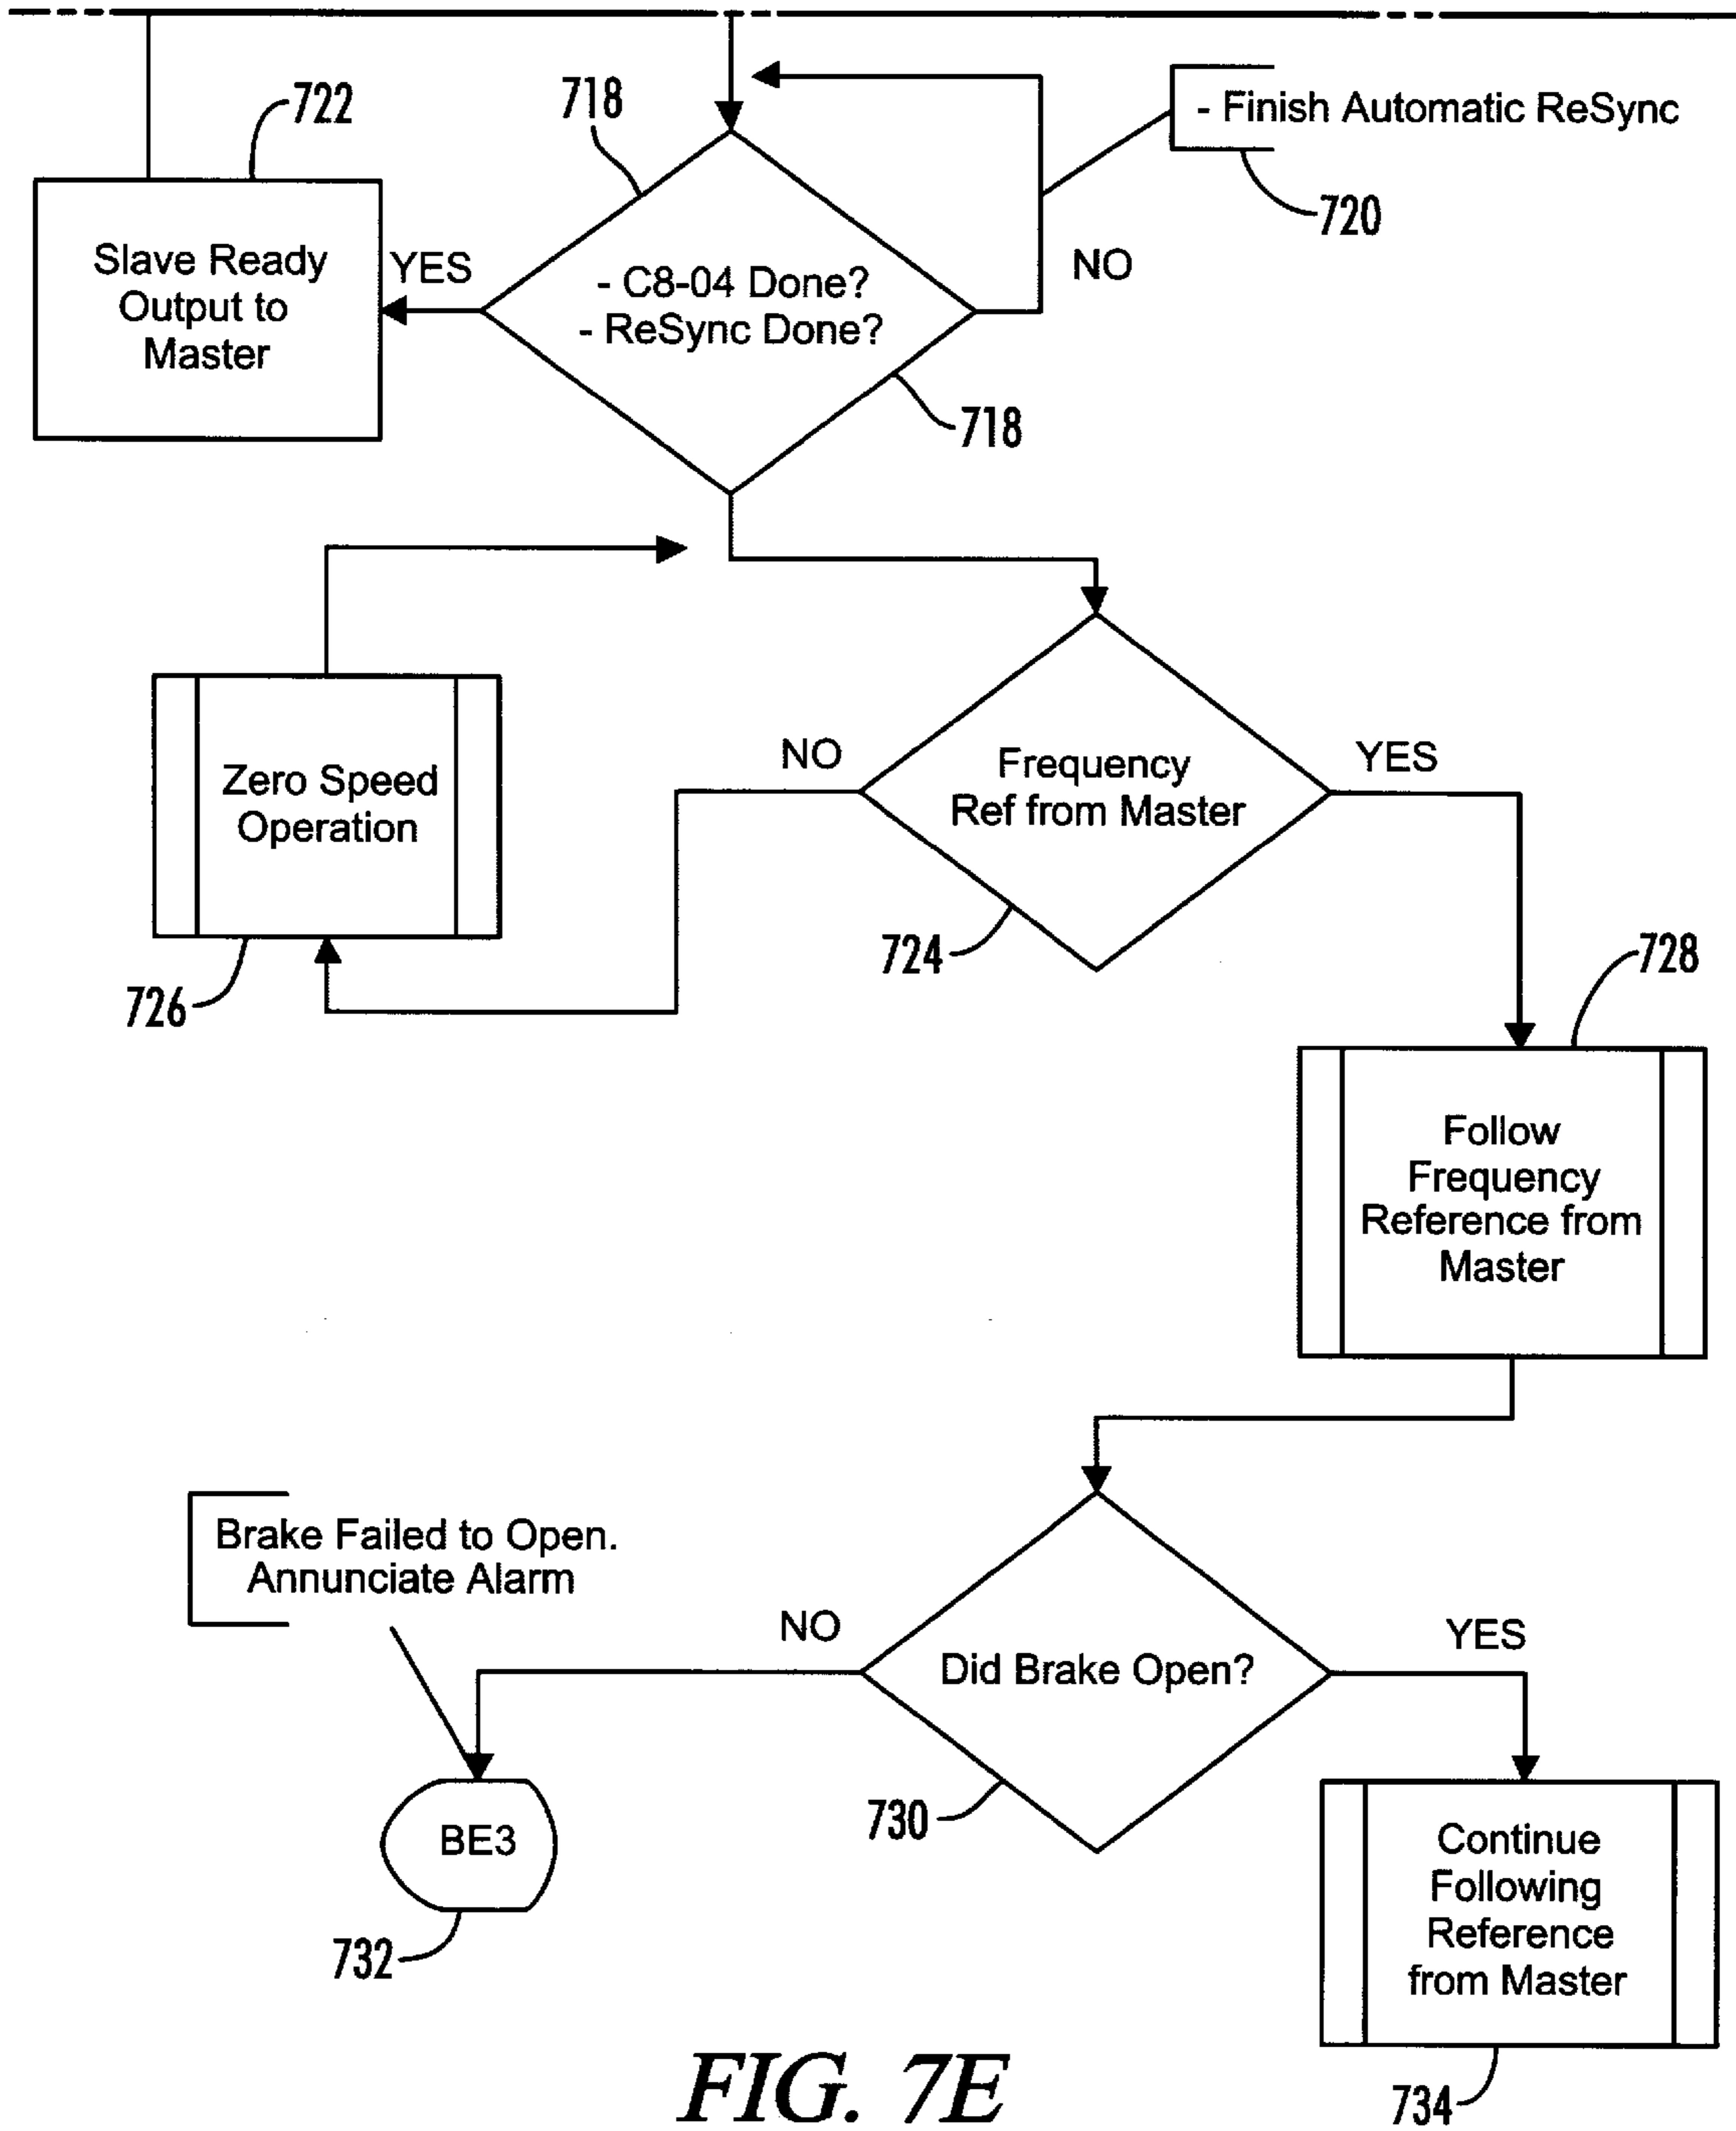 722
718
- Finish Automatic ReSync
720
Slave Ready
Output to
Master
YES
- C8-04 Done?
- ReSync Done?
NO
718
Zero Speed
Operation
NO
Frequency
Ref from Master
YES
724
726
728
Follow
Frequency
Reference from
Master
Brake Failed to Open.
Annunciate Alarm
NO
Did Brake Open?
YES
730
BE3
732
Continue
Following
Reference
from Master
734
FIG. 7E